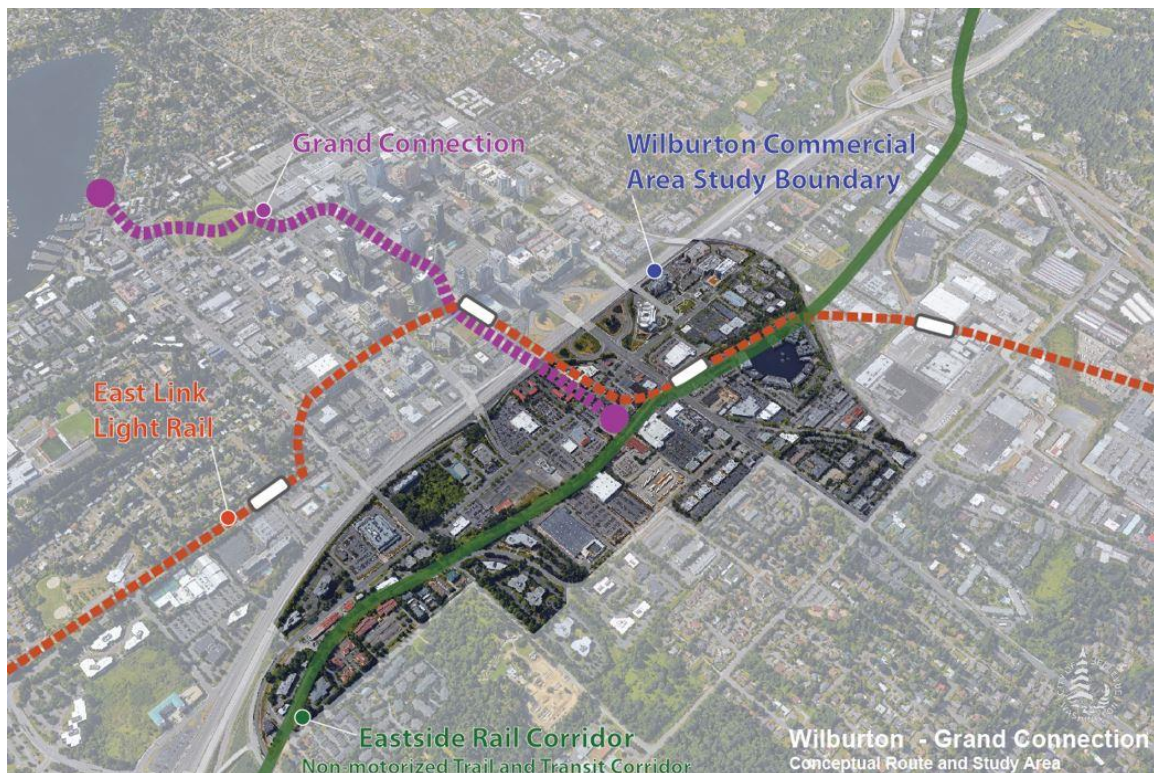 Grand Connection
Wilburton Commercial
Area Study Boundary
East Link
Light Rail
Eastside Rail Corridor
Non-motorized Trail and Transit Corridor
Wilburton - Grand Connection
Conceptual Route and Study Area